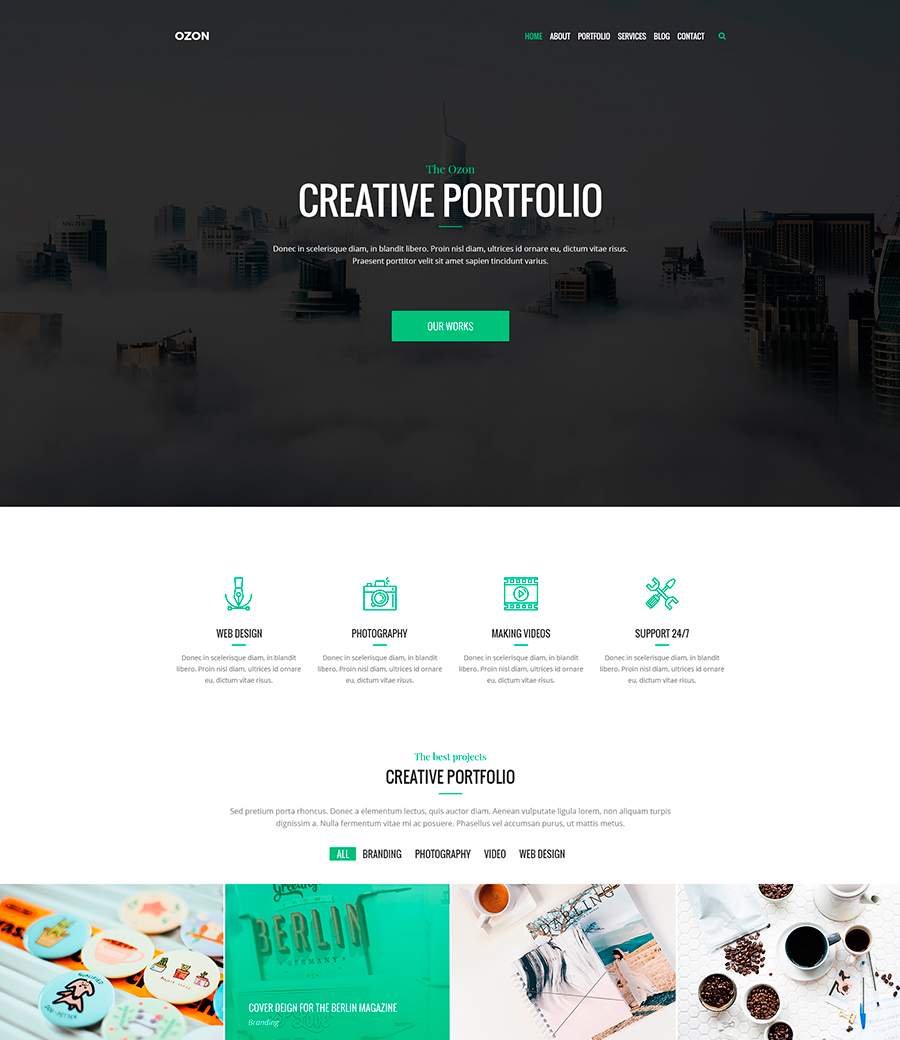 OZON
HOME ABOUT PORTFOLIO SERVICES BLOG CONTACT
The Ozon
CREATIVE PORTFOLIO
Donec in scelerisque diam, in blandit libero. Proin nisl diam, ultrices id ornare eu, dictum vitae risus.
Praesent porttitor velit sit amet sapien tincidunt varius.
OUR WORKS
WEB DESIGN
Donec in scelerisque diam, in blandit
libero. Proin nisl diam, ultrices id ornare
eu, dictum vitae risus.
PHOTOGRAPHY
Donec in scelerisque diam, in blandit
libero. Proin nisl diam, ultrices id ornare
eu, dictum vitae risus.
MAKING VIDEOS
Donec in scelerisque diam, in blandit
libero. Proin nisl diam, ultrices id ornare
eu, dictum vitae risus.
SUPPORT 24/7
Donec in scelerisque diam, in blandit
libero. Proin nisl diam, ultrices id ornare
eu, dictum vitae risus.
The best projects
CREATIVE PORTFOLIO
Sed pretium porta rhoncus. Donec a elementum lectus, quis auctor diam. Aenean vulputate ligula lorem, non aliquam turpis
dignissim a. Nulla fermentum vitae mi ac posuere. Phasellus vel accumsan purus, ut mattis metus.
ALL BRANDING PHOTOGRAPHY VIDEO WEB DESIGN
Greeting
FROM
BERLIN
GERMANY
COVER DEIGN FOR THE BERLIN MAGAZINE
Branding
DARLING